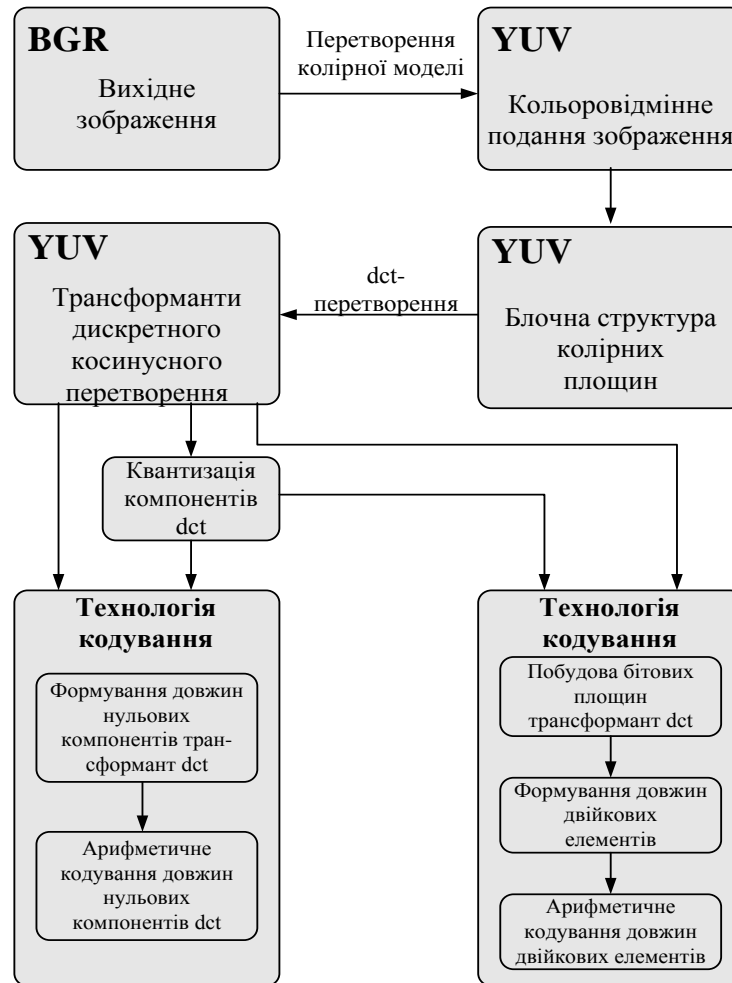 BGR
Вихідне
зображення
Перетворення
колірної моделі
YUV
Кольоровідмінне
подання зображення
YUV
Трансформанти
дискретного
косинусного
перетворення
dct-
перетворення
YUV
Блочна структура
колірних
площин
Квантизація
компонентів
dct
Технологія
кодування
Формування довжин
нульових
компонентів тран-
сформант dct
Арифметичне
кодування довжин
нульових
компонентів dct
Технологія
кодування
Побудова бітових
площин
трансформант dct
Формування довжин
двійкових
елементів
Арифметичне
кодування довжин
двійкових елементів